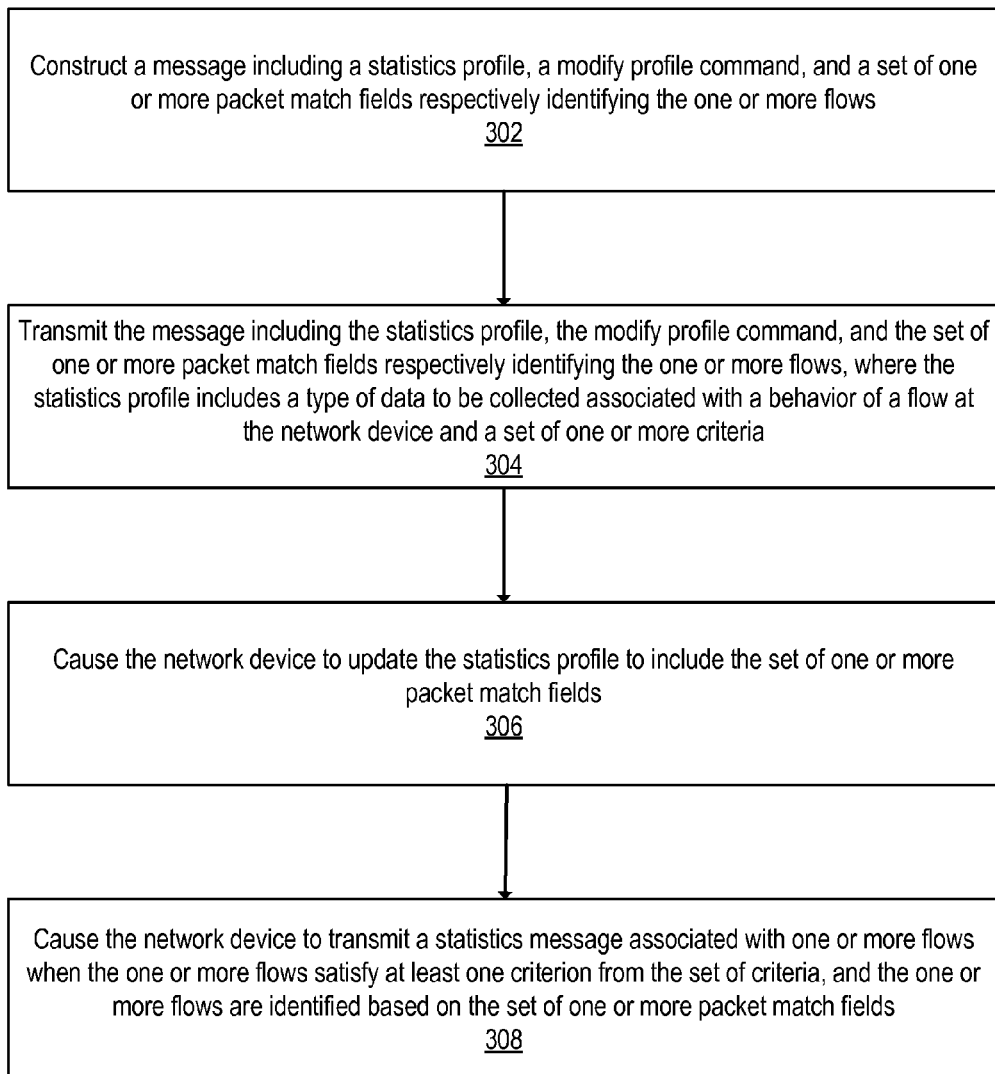 Construct a message including a statistics profile, a modify profile command, and a set of one
or more packet match fields respectively identifying the one or more flows
302
Transmit the message including the statistics profile, the modify profile command, and the set of
one or more packet match fields respectively identifying the one or more flows, where the
statistics profile includes a type of data to be collected associated with a behavior of a flow at
the network device and a set of one or more criteria
304
Cause the network device to update the statistics profile to include the set of one or more
packet match fields
306
Cause the network device to transmit a statistics message associated with one or more flows
when the one or more flows satisfy at least one criterion from the set of criteria, and the one or
more flows are identified based on the set of one or more packet match fields
308